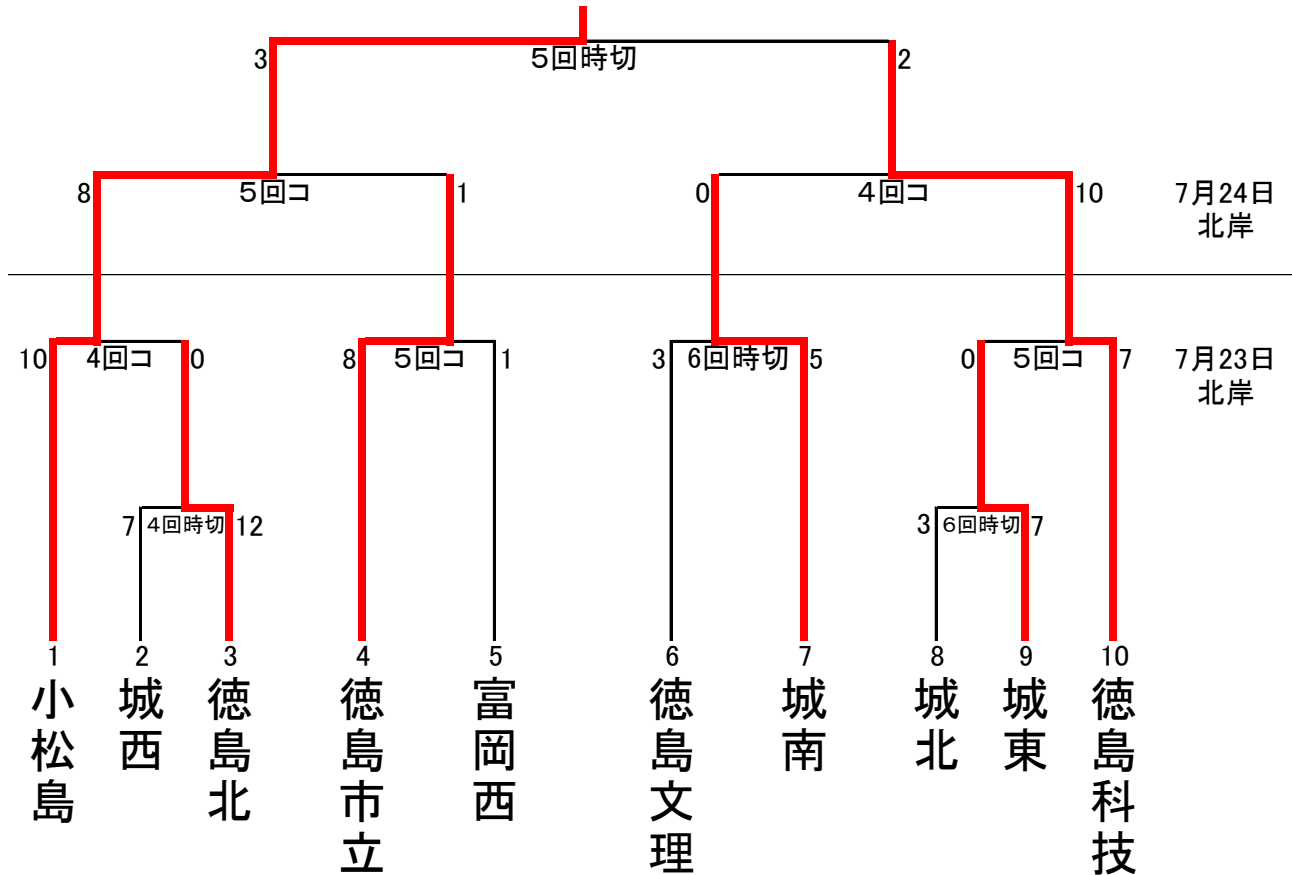 3
5回時切
2
8
5回コ
1
0
4回コ
10
7月24日
北岸
10
4回コ
0
8
5回コ
1
3
6回時切
5
0
5回コ
7
7月23日
北岸
7
4回時切
12
3
6回時切
7
1
2
3
4
5
6
7
8
9
10
小松島
城西
徳島北
徳島市立
富岡西
徳島文理
城南
城北
城東
徳島科技